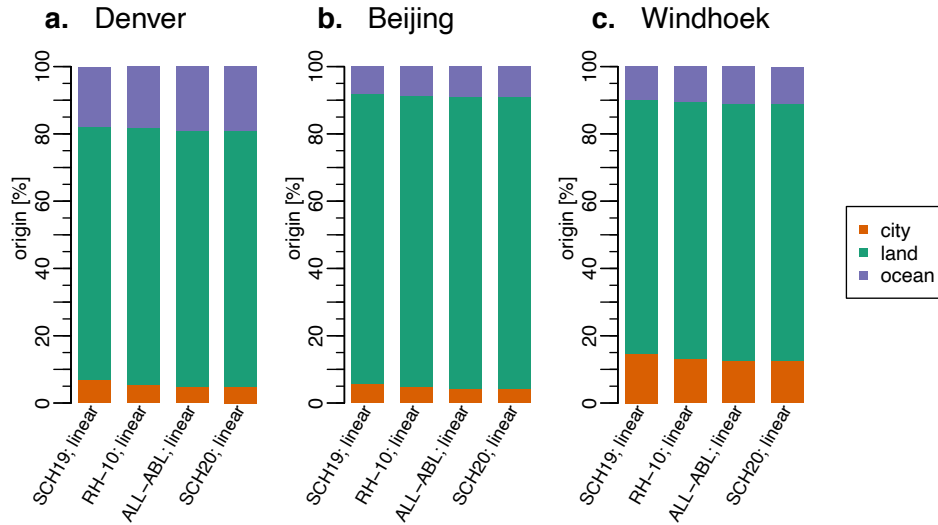 a. Denver
origin [%]
0 20 40 60 80 100
SCH19; linear
RH−10; linear
ALL−ABL; linear
SCH20; linear
b. Beijing
origin [%]
0 20 40 60 80 100
SCH19; linear
RH−10; linear
ALL−ABL; linear
SCH20; linear
c. Windhoek
origin [%]
0 20 40 60 80 100
SCH19; linear
RH−10; linear
ALL−ABL; linear
SCH20; linear
city
land
ocean